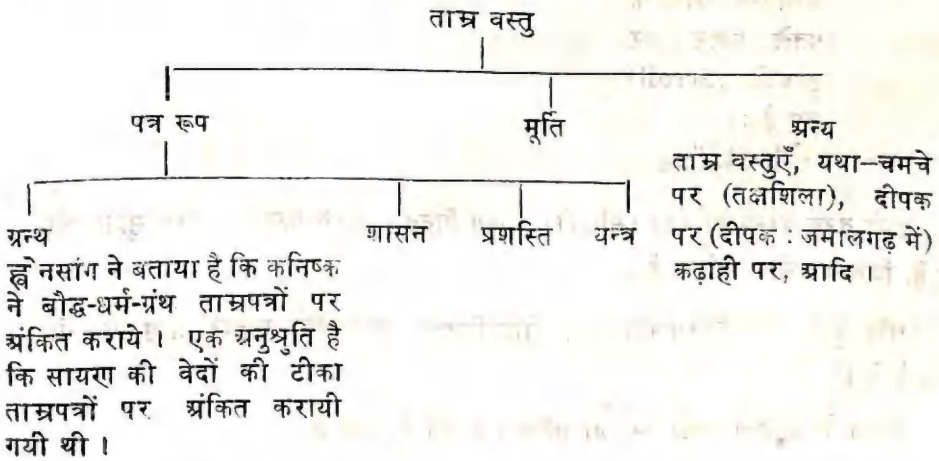 ताम्र वस्तु
पत्र रूप
मूर्ति
अन्य
ताम्र वस्तुएँ, यथा–चमचे
पर (तक्षशिला), दीपक
पर (दीपक : जमालगढ़ में)
कढ़ाही पर, आदि ।
ग्रन्थ
शासन
प्रशस्ति
यन्त्र
ह्वेनसांग ने बताया है कि कनिष्क
ने बौद्ध-धर्म-ग्रंथ ताम्रपत्रों पर
अंकित कराये । एक अनुश्रुति है
कि सायण की वेदों की टीका
ताम्रपत्रों पर अंकित करायी
गयी थी ।